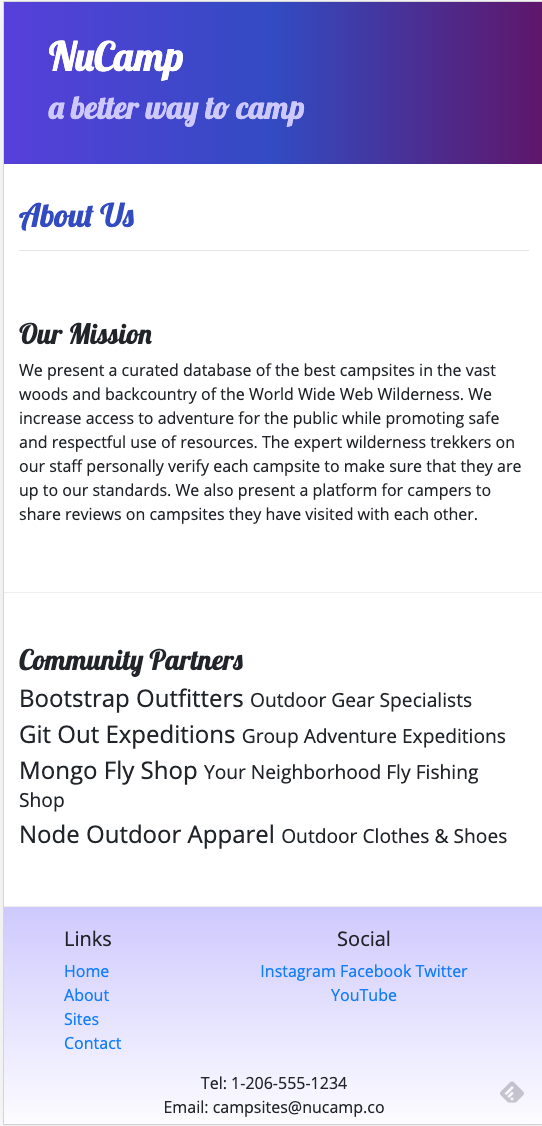 NuCamp
a better way to camp
About Us
Our Mission
We present a curated database of the best campsites in the vast
woods and backcountry of the World Wide Web Wilderness. We
increase access to adventure for the public while promoting safe
and respectful use of resources. The expert wilderness trekkers on
our staff personally verify each campsite to make sure that they are
up to our standards. We also present a platform for campers to
share reviews on campsites they have visited with each other.
Community Partners
Bootstrap Outfitters Outdoor Gear Specialists
Git Out Expeditions Group Adventure Expeditions
Mongo Fly Shop Your Neighborhood Fly Fishing
Shop
Node Outdoor Apparel Outdoor Clothes & Shoes
Links
Home
About
Sites
Contact
Social
Instagram Facebook Twitter
YouTube
Tel: 1-206-555-1234
Email: campsites@nucamp.co